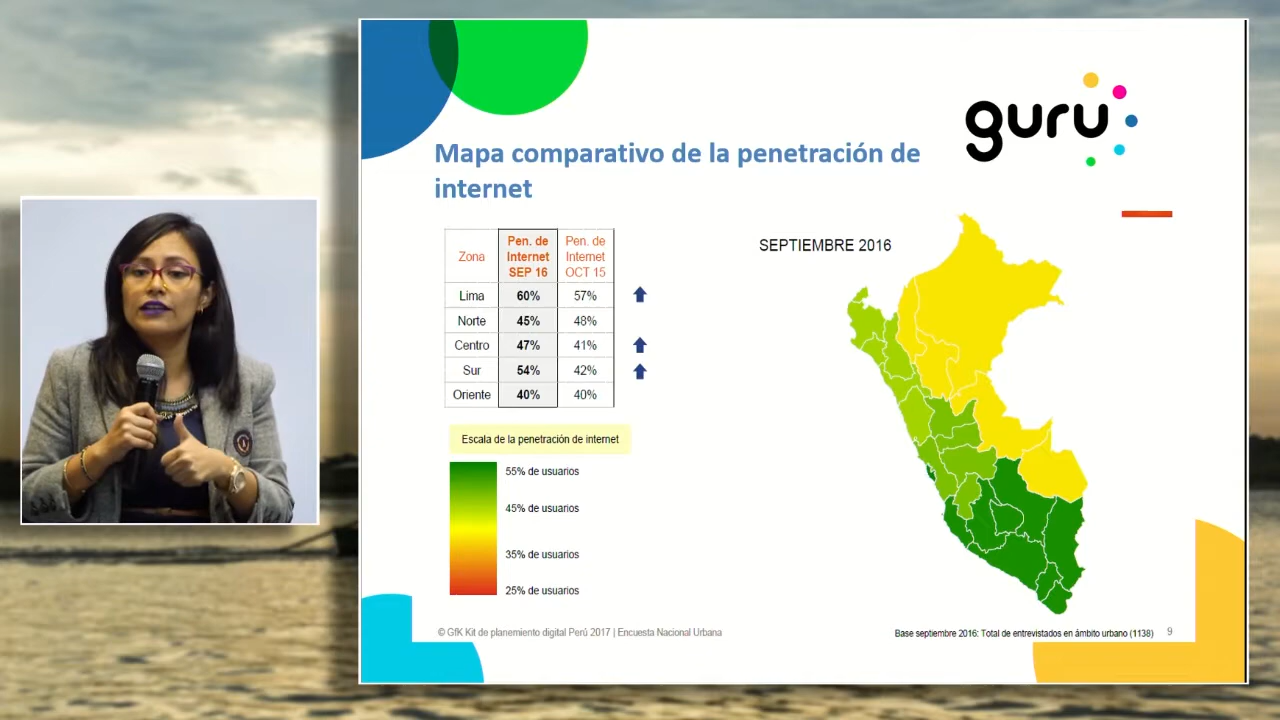 guru
Mapa comparativo de la penetración de
internet
SEPTIEMBRE 2016
Zona Pen. de Internet SEP 16 Pen. de Internet OCT 15
Lima 60% 57%
Norte 45% 48%
Centro 47% 41%
Sur 54% 42%
Oriente 40% 40%
Escala de la penetración de internet
55% de usuarios
45% de usuarios
35% de usuarios
25% de usuarios
© GfK Kit de planemiento digital Perú 2017 | Encuesta Nacional Urbana
Base septiembre 2016: Total de entrevistados en ámbito urbano (1138) 9